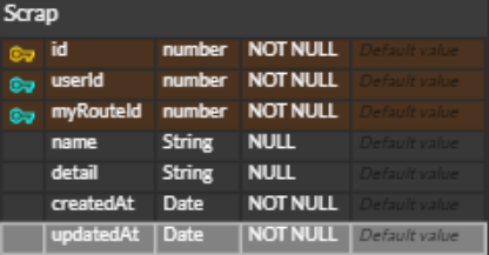 Scrap
id number NOT NULL Default value
userId number NOT NULL Default value
myRouteId number NOT NULL Default value
name String NULL Default value
detail String NULL Default value
createdAt Date NOT NULL Default value
updatedAt Date NOT NULL Default value